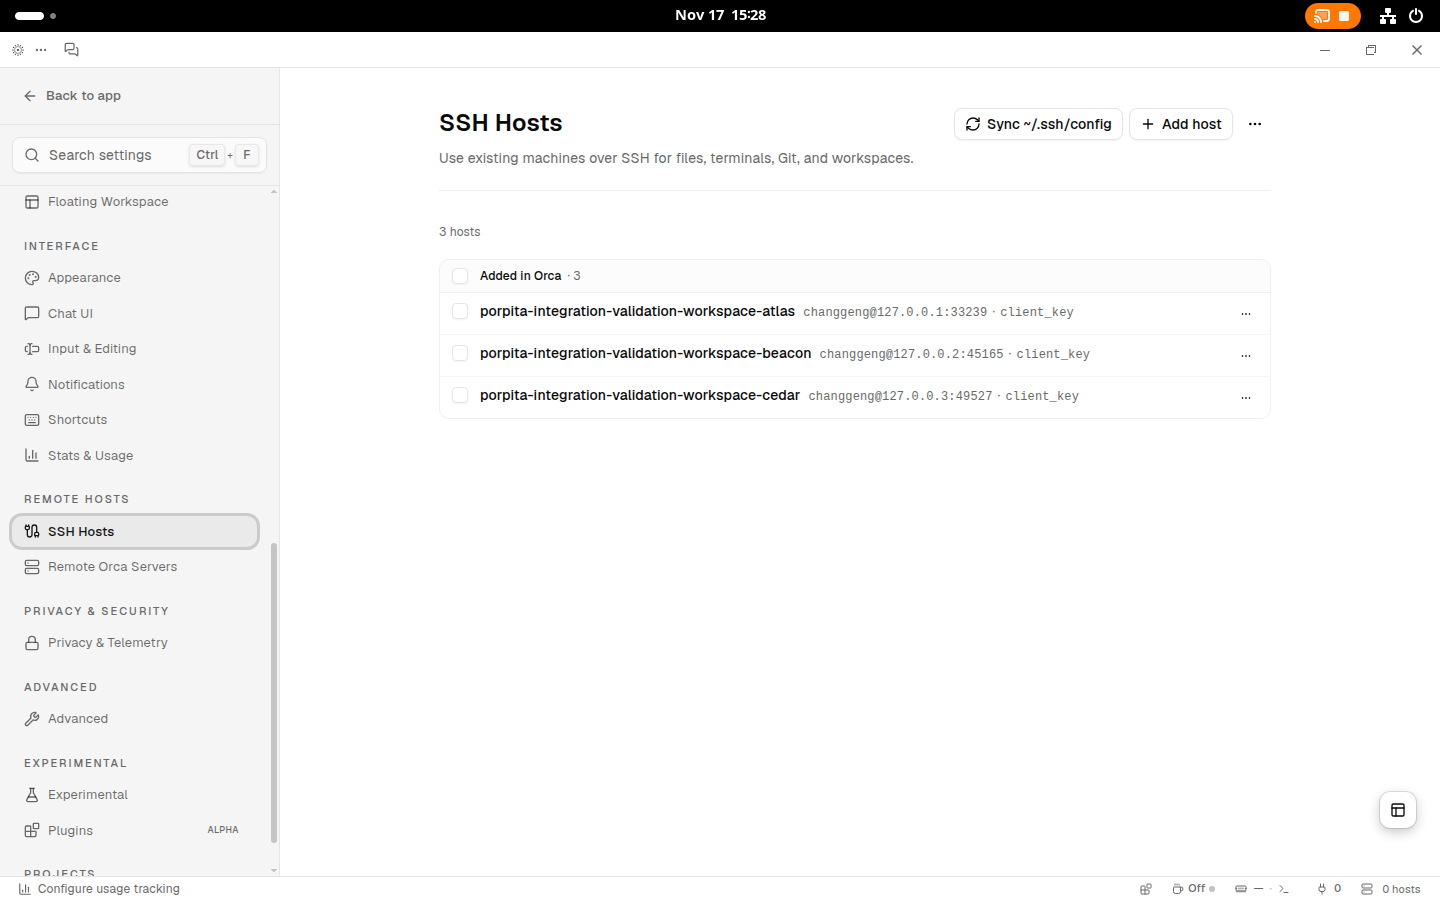 Nov 17 15:28
Back to app
Search settings Ctrl + F
Floating Workspace
INTERFACE
Appearance
Chat UI
Input & Editing
Notifications
Shortcuts
Stats & Usage
REMOTE HOSTS
SSH Hosts
Remote Orca Servers
PRIVACY & SECURITY
Privacy & Telemetry
ADVANCED
Advanced
EXPERIMENTAL
Experimental
Plugins ALPHA
PROJECTS
SSH Hosts
Sync ~/.ssh/config
Add host
Use existing machines over SSH for files, terminals, Git, and workspaces.
3 hosts
Added in Orca · 3
porpita-integration-validation-workspace-atlas changgeng@127.0.0.1:33239 · client_key
porpita-integration-validation-workspace-beacon changgeng@127.0.0.2:45165 · client_key
porpita-integration-validation-workspace-cedar changgeng@127.0.0.3:49527 · client_key
Configure usage tracking
Off
— ·
0
0 hosts